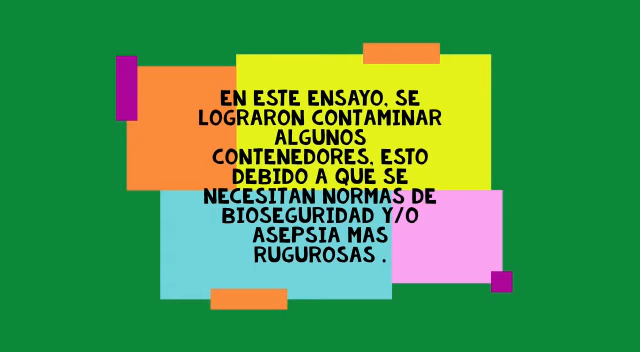 EN ESTE ENSAYO, SE
LOGRARON CONTAMINAR
ALGUNOS
CONTENEDORES, ESTO
DEBIDO A QUE SE
NECESITAN NORMAS DE
BIOSEGURIDAD Y/O
ASEPSIA MAS
RUGUROSAS .